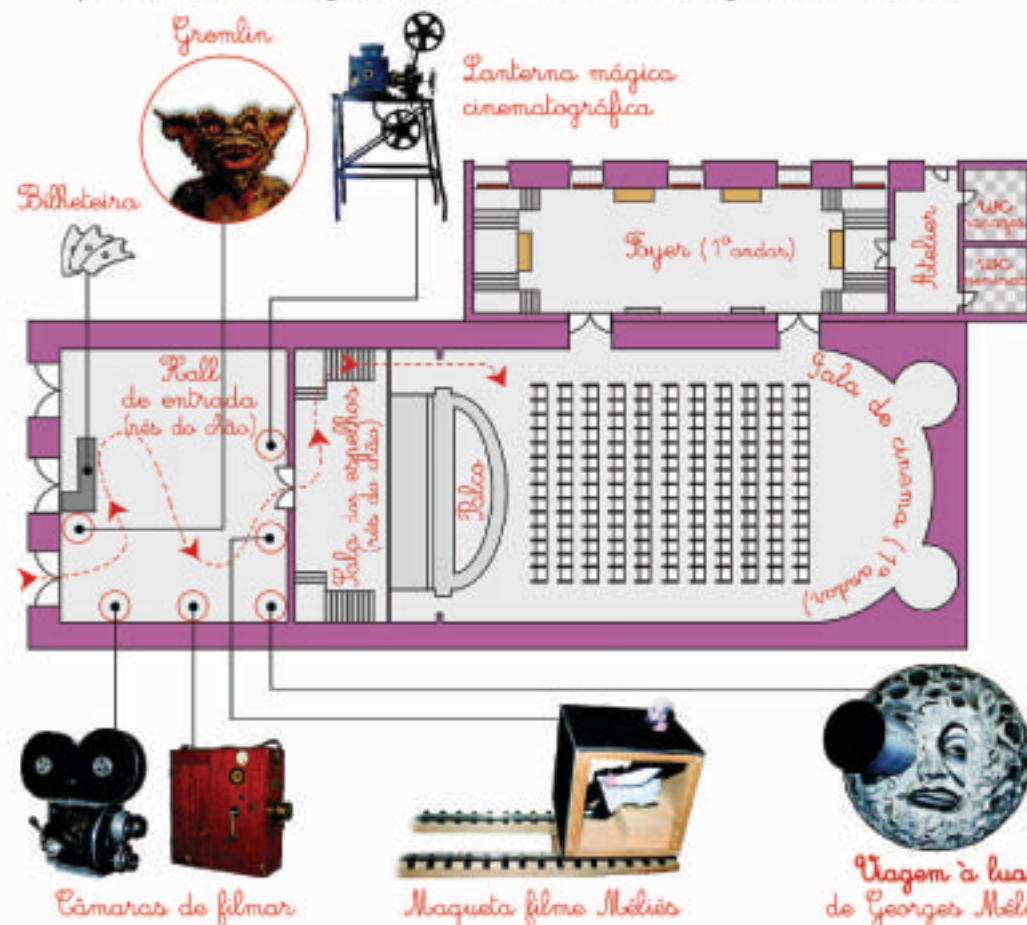 Gremlin
Lanterna mágica
cinematográfica
Bilheteira
Foyer (1º andar)
Atelier
wc
wc
Hall
de entrada
(rés do chão)
Sala dos espelhos
(rés do chão)
Palco
Sala de cinema (1º andar)
Câmaras de filmar
Maqueta filme Méliès
Viagem à lua
de Georges